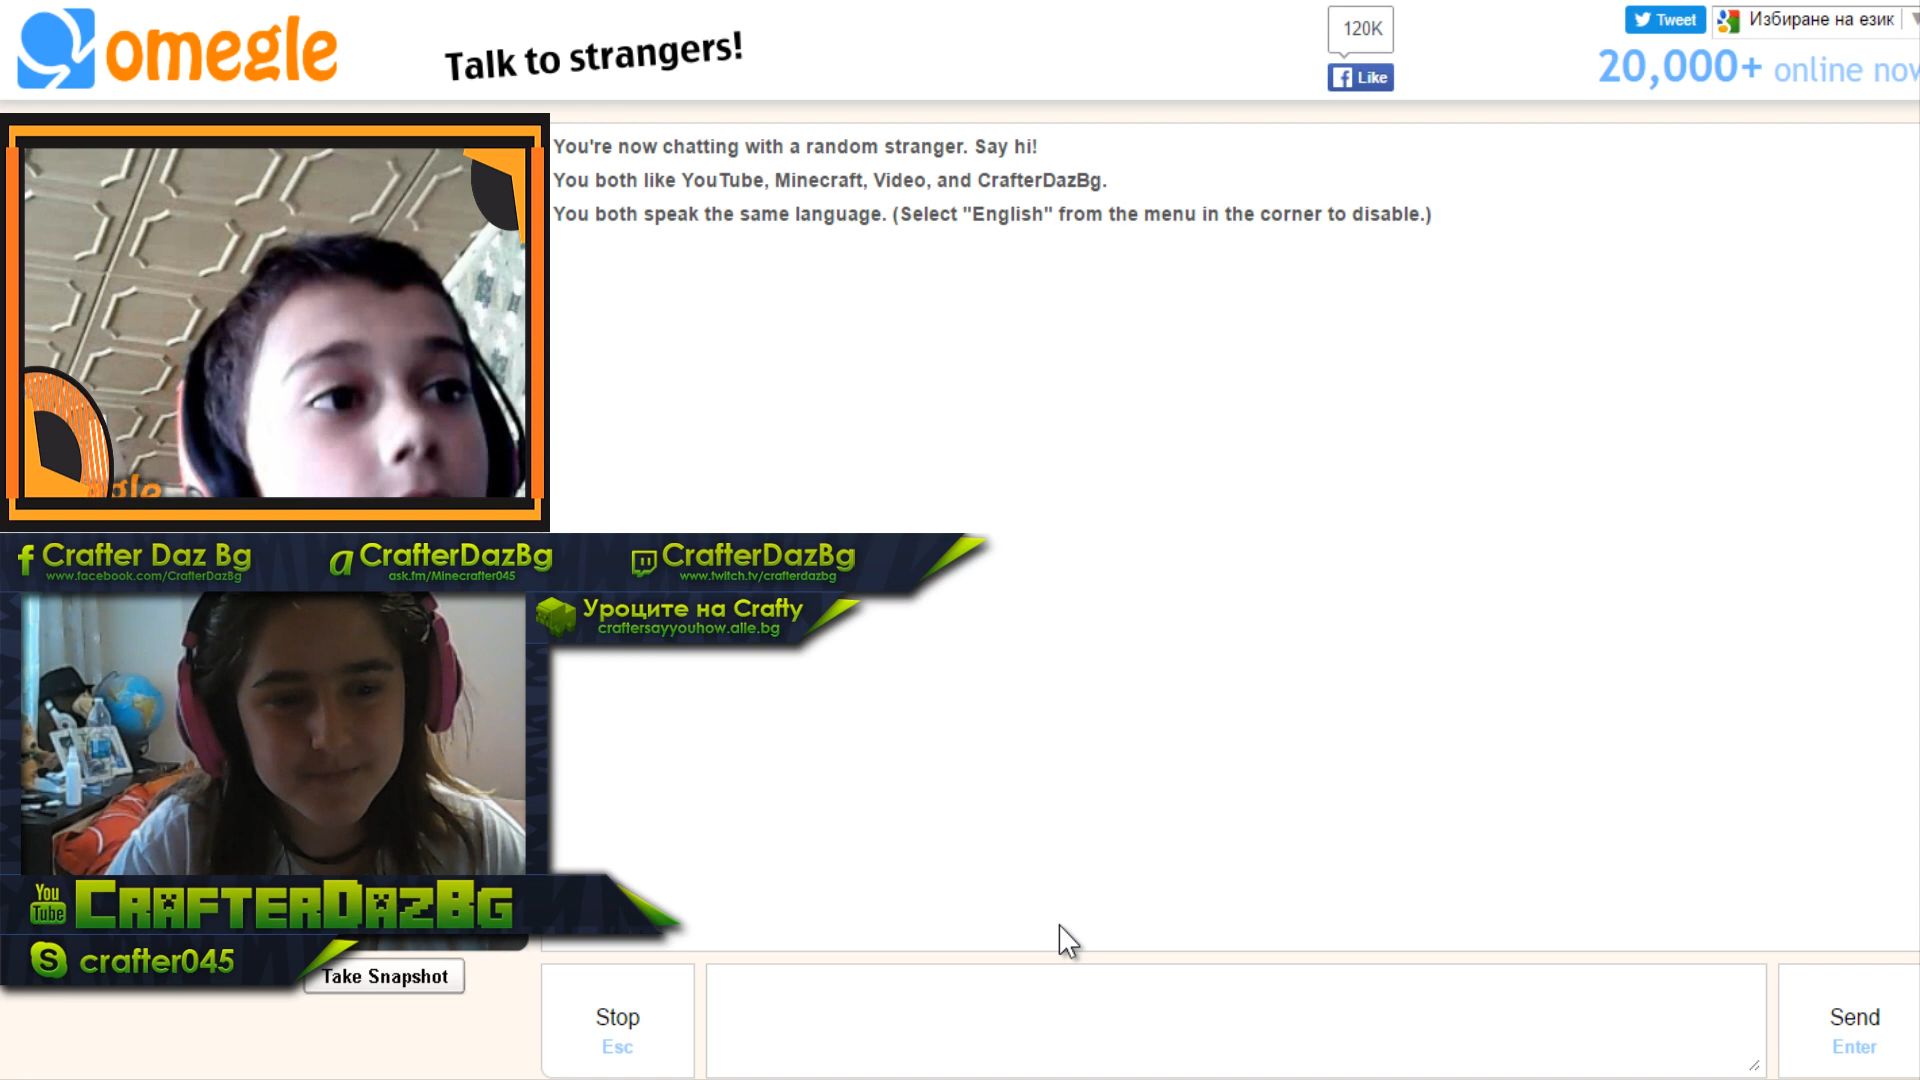 omegle
Talk to strangers!
120K
Like
Tweet
Избиране на език
20,000+ online now
You're now chatting with a random stranger. Say hi!
You both like YouTube, Minecraft, Video, and CrafterDazBg.
You both speak the same language. (Select "English" from the menu in the corner to disable.)
gle
Crafter Daz Bg
www.facebook.com/CrafterDazBg
CrafterDazBg
ask.fm/Minecrafter045
CrafterDazBg
www.twitch.tv/crafterdazbg
Уроците на Crafty
craftersayyouhow.alle.bg
You Tube CrafterDazBG
crafter045
Take Snapshot
Stop
Esc
Send
Enter